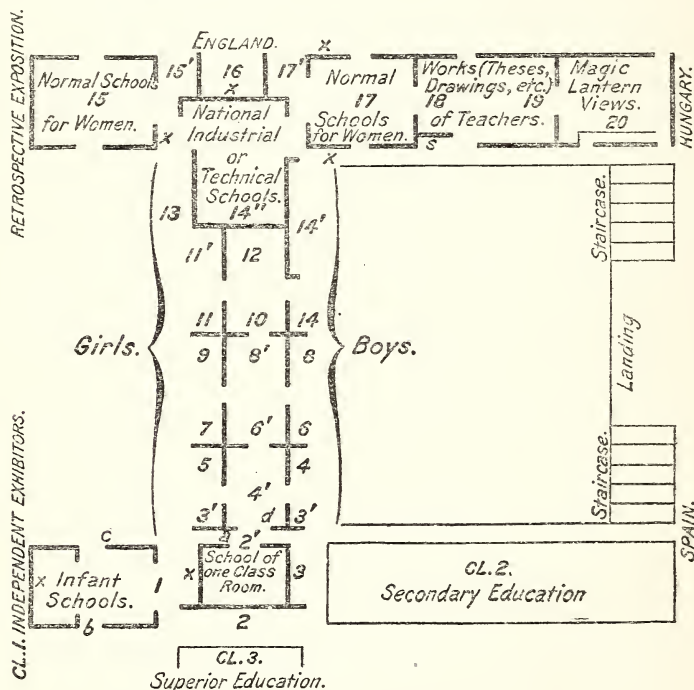 RETROSPECTIVE EXPOSITION.
ENGLAND.
HUNGARY.
Normal Schools
15
for Women.
15'
16
17'
x
x
x
x
National
Industrial
or
Technical
Schools.
14"
Normal
17
Schools
for Women.
Works (Theses,
Drawings, etc.)
18
19
of Teachers.
s
Magic
Lantern
Views.
20
13
14'
11'
12
11
10
14
9
8'
8
Girls.
Boys.
7
6'
6
5
4
4'
3'
d
3'
a
2'
Staircase.
Landing
Staircase.
SPAIN.
CL.1. INDEPENDENT EXHIBITORS.
c
x Infant
Schools.
1
b
x
School of
one Class
Room.
3
2
CL.2.
Secondary Education
CL.3.
Superior Education.